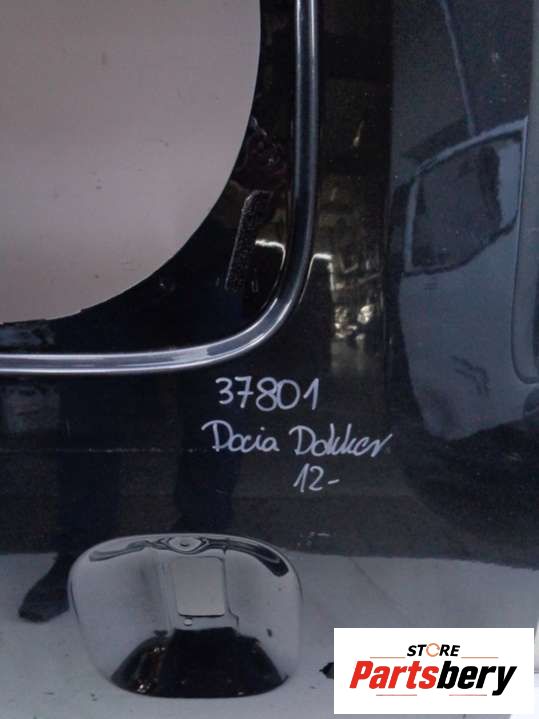 37801
Dacia Dokker
12-
STORE
Partsbery